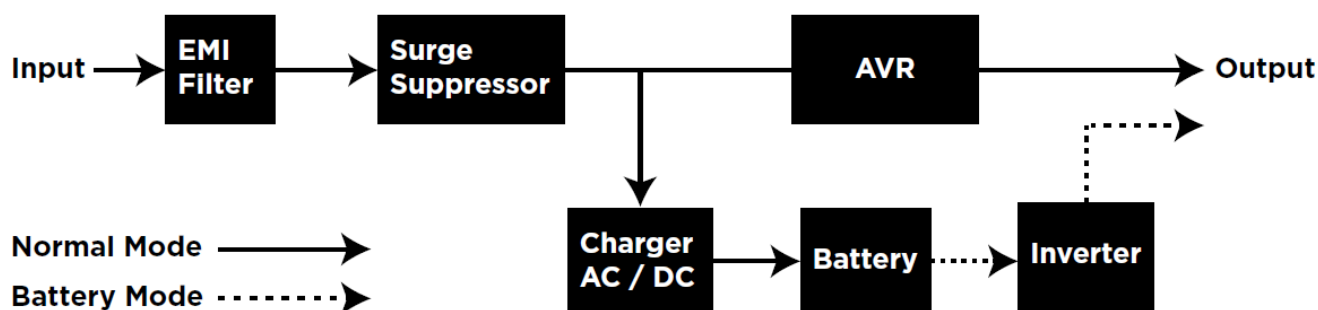 Input
EMI
Filter
Surge
Suppressor
AVR
Output
Normal Mode
Battery Mode
Charger
AC / DC
Battery
Inverter